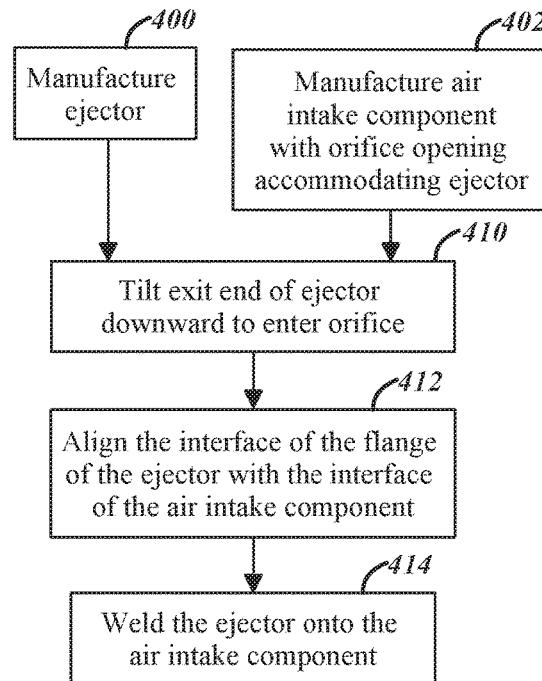 400
Manufacture
ejector
402
Manufacture air
intake component
with orifice opening
accommodating ejector
410
Tilt exit end of ejector
downward to enter orifice
412
Align the interface of the flange
of the ejector with the interface
of the air intake component
414
Weld the ejector onto the
air intake component